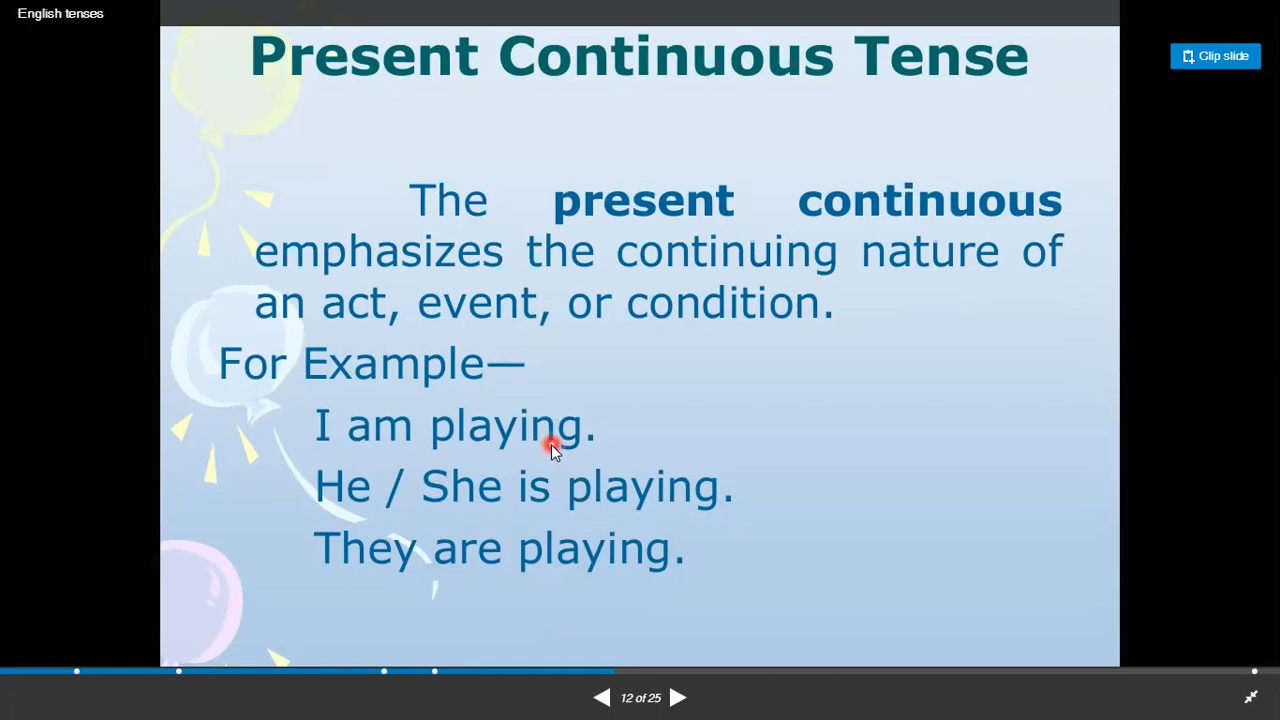 English tenses
Present Continuous Tense
Clip slide
The present continuous
emphasizes the continuing nature of
an act, event, or condition.
For Example—
I am playing.
He / She is playing.
They are playing.
12 of 25